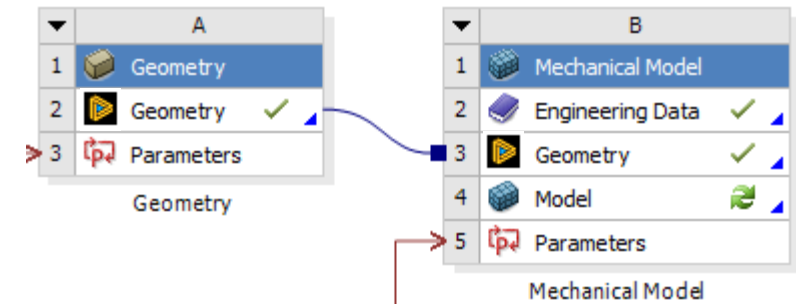 A
1 Geometry
2 Geometry
3 Parameters
Geometry
B
1 Mechanical Model
2 Engineering Data
3 Geometry
4 Model
5 Parameters
Mechanical Model